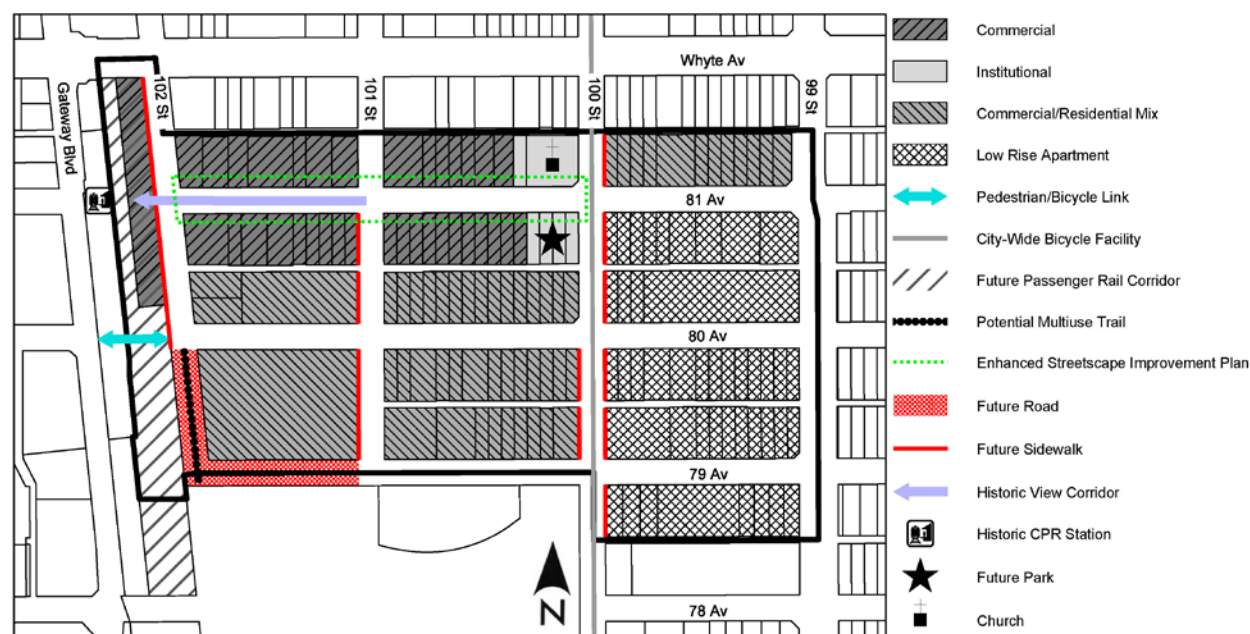 Whyte Av
Gateway Blvd
102 St
101 St
100 St
99 St
81 Av
80 Av
79 Av
78 Av
N
Commercial
Institutional
Commercial/Residential Mix
Low Rise Apartment
Pedestrian/Bicycle Link
City-Wide Bicycle Facility
Future Passenger Rail Corridor
Potential Multiuse Trail
Enhanced Streetscape Improvement Plan
Future Road
Future Sidewalk
Historic View Corridor
Historic CPR Station
Future Park
Church